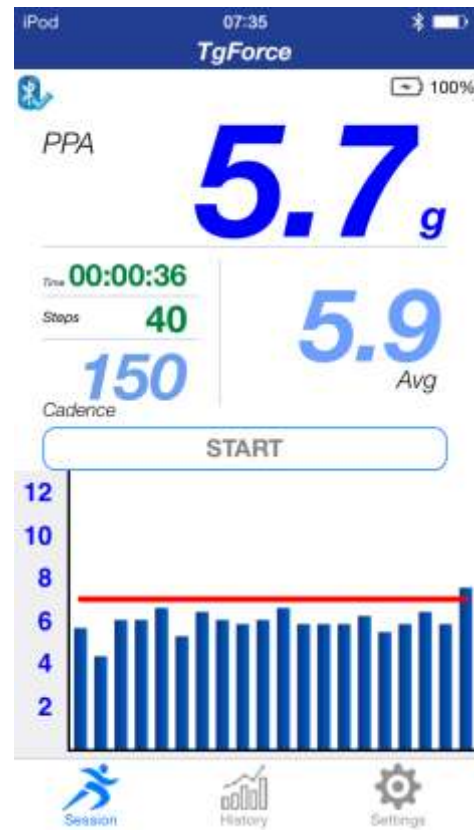 iPod 07:35
TgForce
100%
PPA
5.7 g
Time 00:00:36
Steps 40
5.9
Avg
150
Cadence
START
12
10
8
6
4
2
Session History Settings